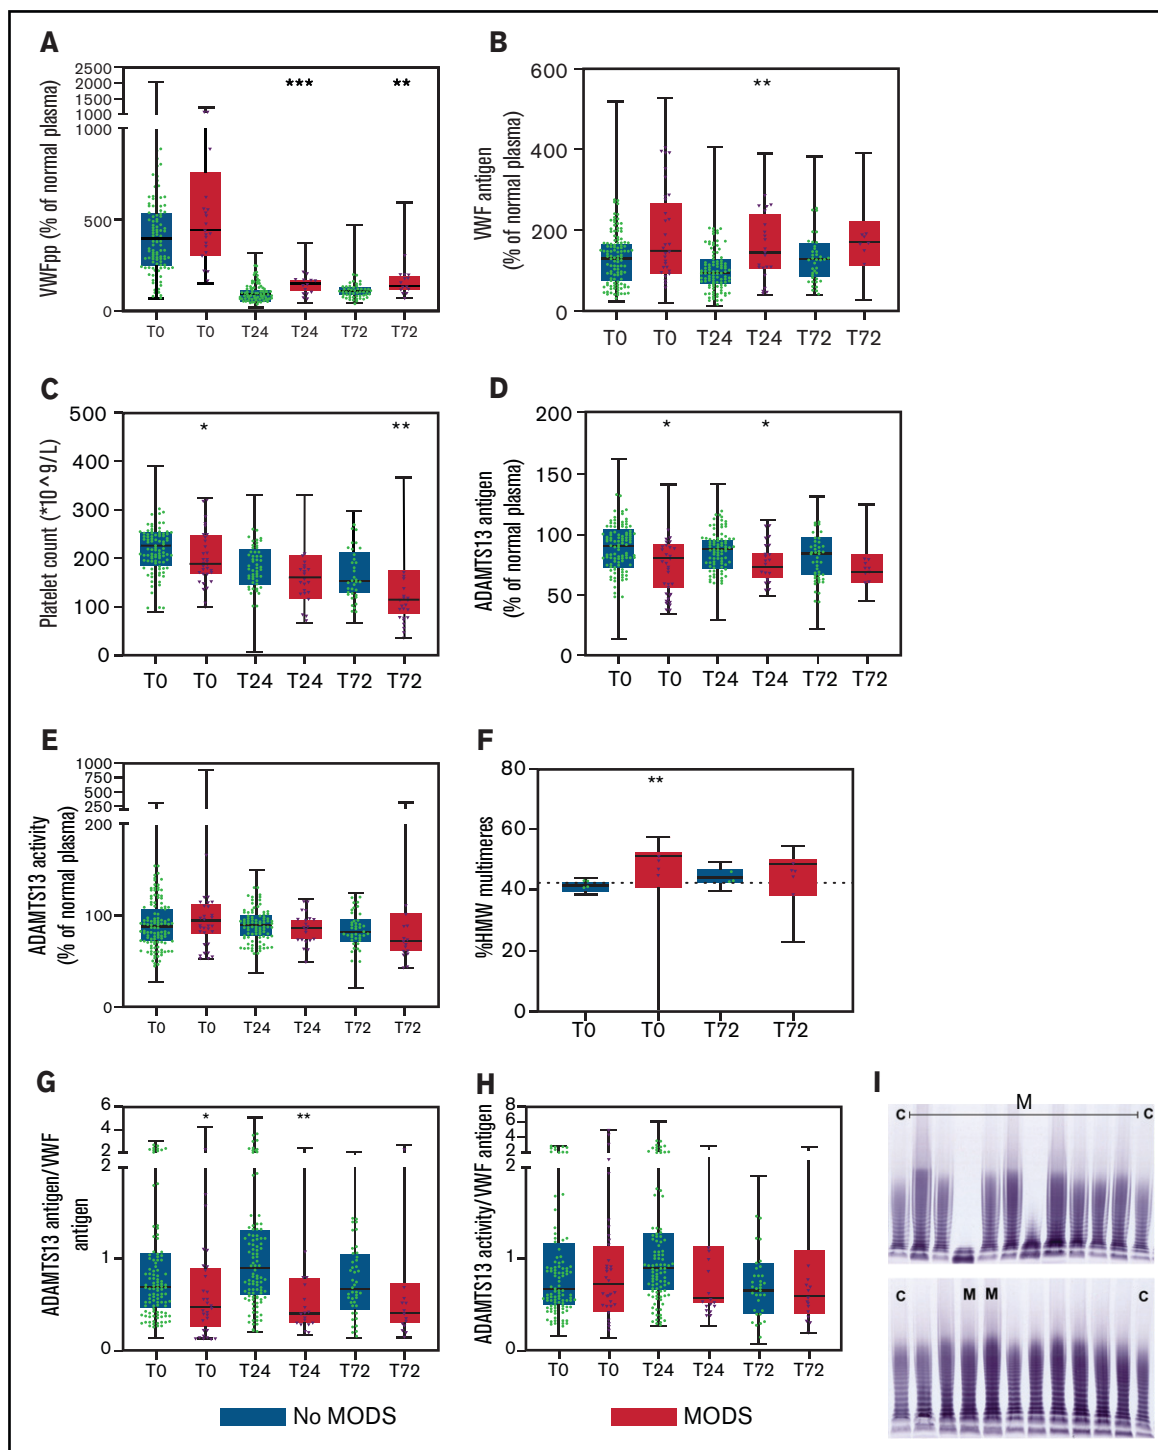 A
VWFpp (% of normal plasma)
2500
2000
1500
1000
1000
500
0
*** **
T0 T0 T24 T24 T72 T72
B
VWF antigen
(% of normal plasma)
600
400
200
0
**
T0 T0 T24 T24 T72 T72
C
Platelet count (*10^9/L)
500
400
300
200
100
0
* **
T0 T0 T24 T24 T72 T72
D
ADAMTS13 antigen
(% of normal plasma)
200
150
100
50
0
* *
T0 T0 T24 T24 T72 T72
E
ADAMTS13 activity
(% of normal plasma)
1000
750
500
250
200
100
0
T0 T0 T24 T24 T72 T72
F
%HMW multimeres
80
60
40
20
0
**
T0 T0 T72 T72
G
ADAMTS13 antigen/VWF
antigen
6
4
2
2
1
0
* **
T0 T0 T24 T24 T72 T72
H
ADAMTS13 activity/VWF antigen
8
6
4
2
2
1
0
T0 T0 T24 T24 T72 T72
I
M
C C
C M M C
No MODS MODS